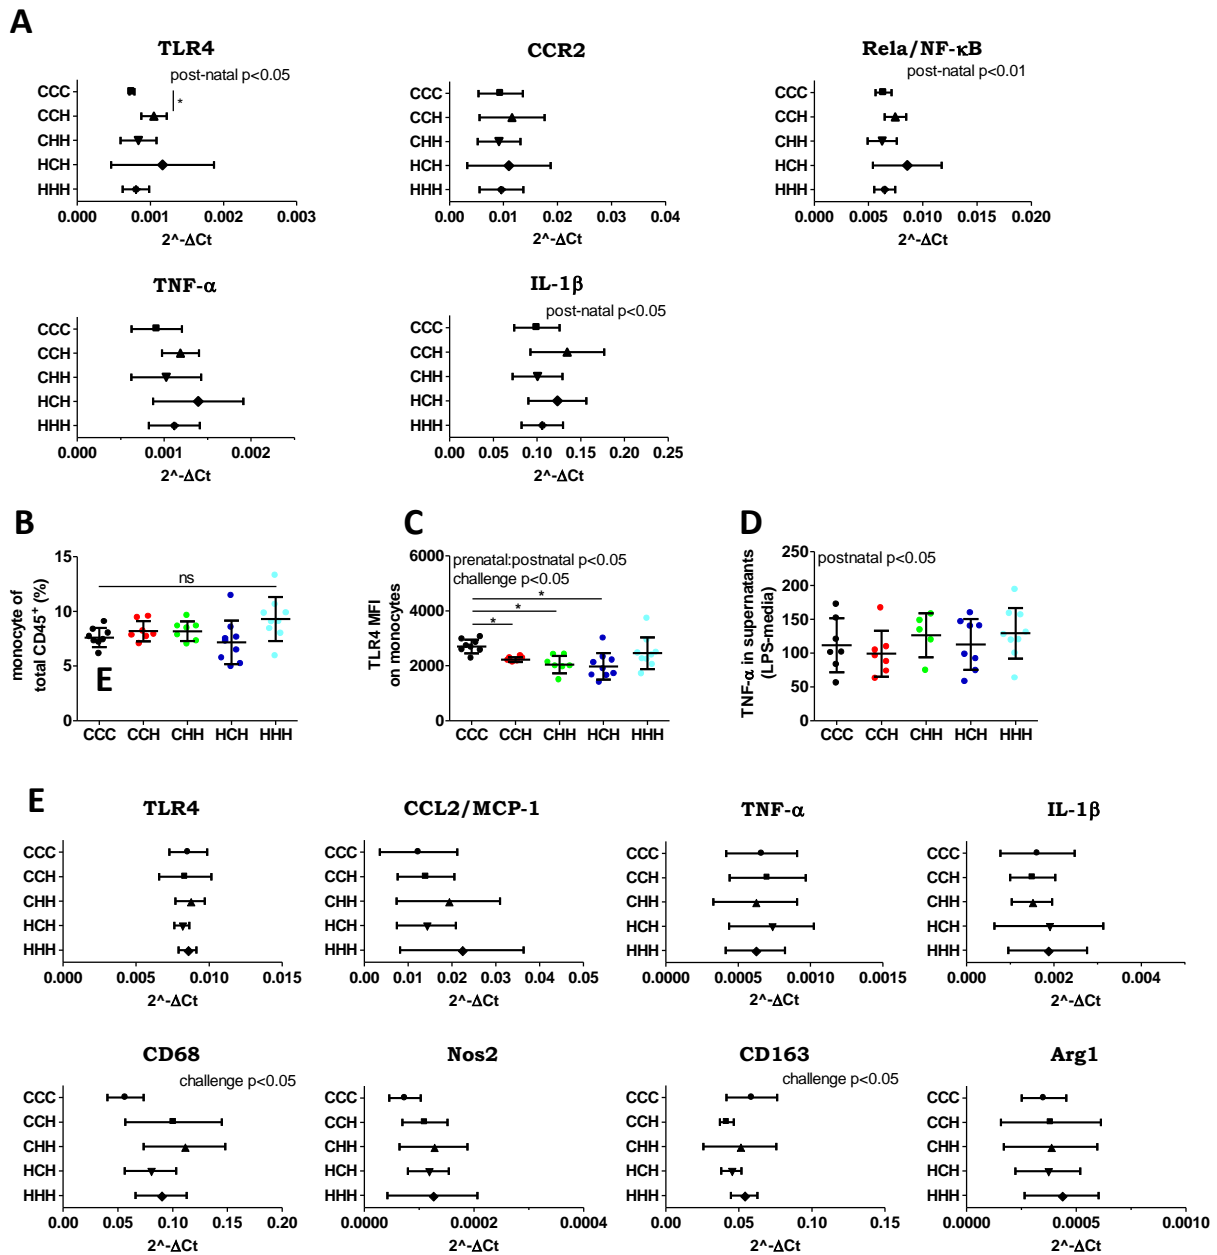 A
TLR4
post-natal p<0.05
*
CCC
CCH
CHH
HCH
HHH
0.000 0.001 0.002 0.003
2^-ΔCt
CCR2
CCC
CCH
CHH
HCH
HHH
0.00 0.01 0.02 0.03 0.04
2^-ΔCt
Rela/NF-κB
post-natal p<0.01
CCC
CCH
CHH
HCH
HHH
0.000 0.005 0.010 0.015 0.020
2^-ΔCt
TNF-α
CCC
CCH
CHH
HCH
HHH
0.000 0.001 0.002
2^-ΔCt
IL-1β
post-natal p<0.05
CCC
CCH
CHH
HCH
HHH
0.00 0.05 0.10 0.15 0.20 0.25
2^-ΔCt
B
monocyte of
total CD45+ (%)
15
10
5
0
ns
E
CCC CCH CHH HCH HHH
C
TLR4 MFI
on monocytes
6000
4000
2000
0
prenatal:postnatal p<0.05
challenge p<0.05
*
*
*
CCC CCH CHH HCH HHH
D
TNF-α in supernatants
(LPS-media)
250
200
150
100
50
0
postnatal p<0.05
CCC CCH CHH HCH HHH
E
TLR4
CCC
CCH
CHH
HCH
HHH
0.000 0.005 0.010 0.015
2^-ΔCt
CCL2/MCP-1
CCC
CCH
CHH
HCH
HHH
0.00 0.01 0.02 0.03 0.04 0.05
2^-ΔCt
TNF-α
CCC
CCH
CHH
HCH
HHH
0.0000 0.0005 0.0010 0.0015
2^-ΔCt
IL-1β
CCC
CCH
CHH
HCH
HHH
0.000 0.002 0.004
2^-ΔCt
CD68
challenge p<0.05
CCC
CCH
CHH
HCH
HHH
0.00 0.05 0.10 0.15 0.20
2^-ΔCt
Nos2
CCC
CCH
CHH
HCH
HHH
0.0000 0.0002 0.0004
2^-ΔCt
CD163
challenge p<0.05
CCC
CCH
CHH
HCH
HHH
0.00 0.05 0.10 0.15
2^-ΔCt
Arg1
CCC
CCH
CHH
HCH
HHH
0.0000 0.0005 0.0010
2^-ΔCt